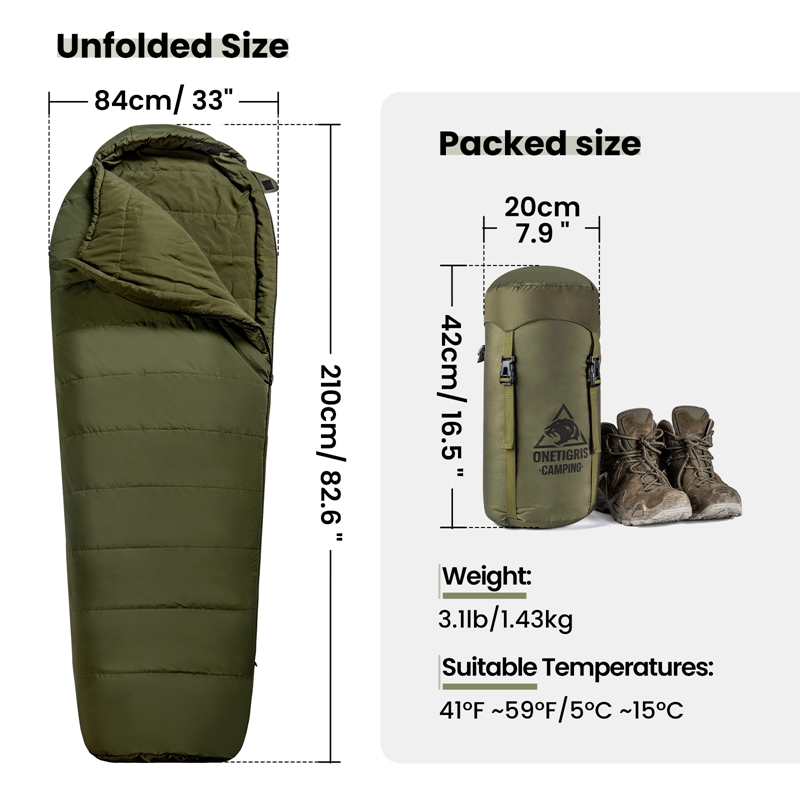 Unfolded Size
84cm/ 33"
210cm/ 82.6 "
Packed size
20cm
7.9 "
42cm/ 16.5 "
ONETIGRIS
·CAMPING·
Weight:
3.1lb/1.43kg
Suitable Temperatures:
41°F ~59°F/5°C ~15°C